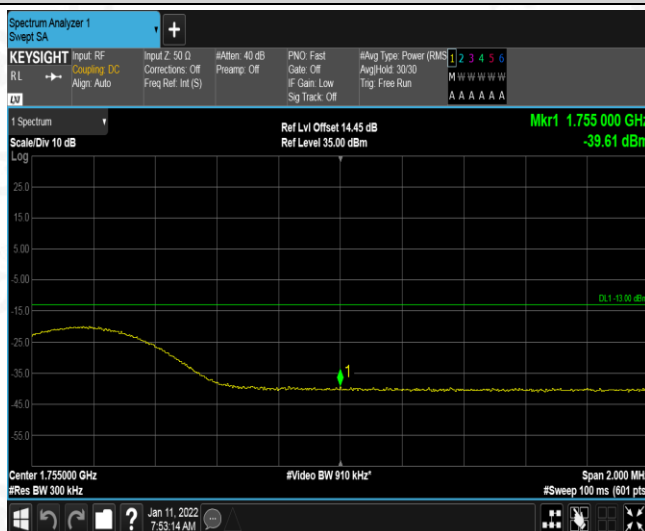 Spectrum Analyzer 1
Swept SA
+
KEYSIGHT
RL
LXI
Input: RF
Coupling: DC
Align: Auto
Input Z: 50 Ω
Corrections: Off
Freq Ref: Int (S)
#Atten: 40 dB
Preamp: Off
PNO: Fast
Gate: Off
IF Gain: Low
Sig Track: Off
#Avg Type: Power (RMS
Avg|Hold: 30/30
Trig: Free Run
1 2 3 4 5 6
M W W W W W
A A A A A A
1 Spectrum
Scale/Div 10 dB
Log
Ref Lvl Offset 14.45 dB
Ref Level 35.00 dBm
Mkr1 1.755 000 GHz
-39.61 dBm
25.0
15.0
5.00
-5.00
DL1 -13.00 dBm
-15.0
-25.0
-35.0
1
-45.0
-55.0
Center 1.755000 GHz
#Res BW 300 kHz
#Video BW 910 kHz*
Span 2.000 MH
#Sweep 100 ms (601 pts
?
Jan 11, 2022
7:53:14 AM